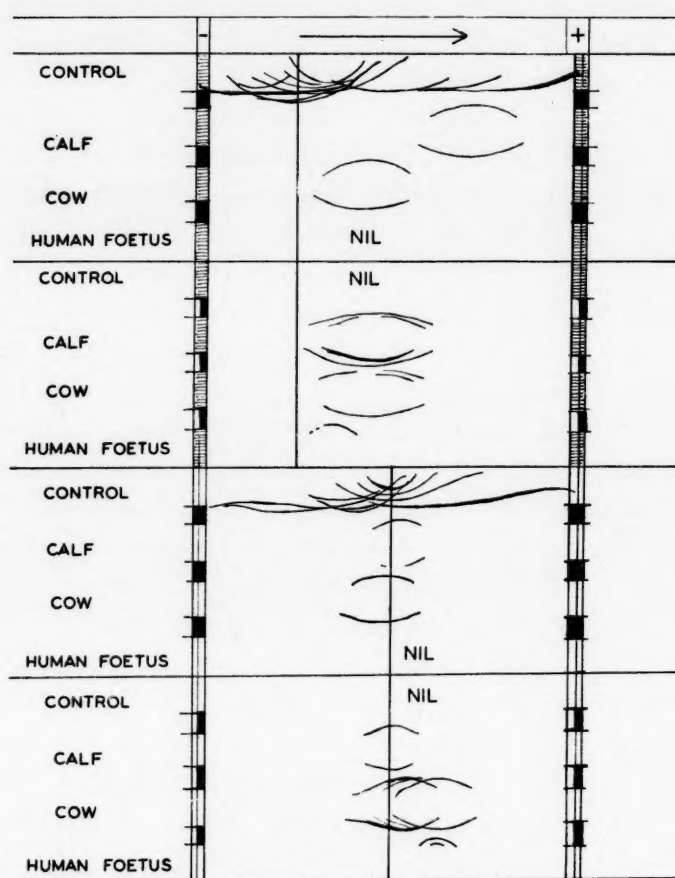 - +
CONTROL
CALF
COW
HUMAN FOETUS NIL
CONTROL NIL
CALF
COW
HUMAN FOETUS
CONTROL
CALF
COW
HUMAN FOETUS NIL
CONTROL NIL
CALF
COW
HUMAN FOETUS